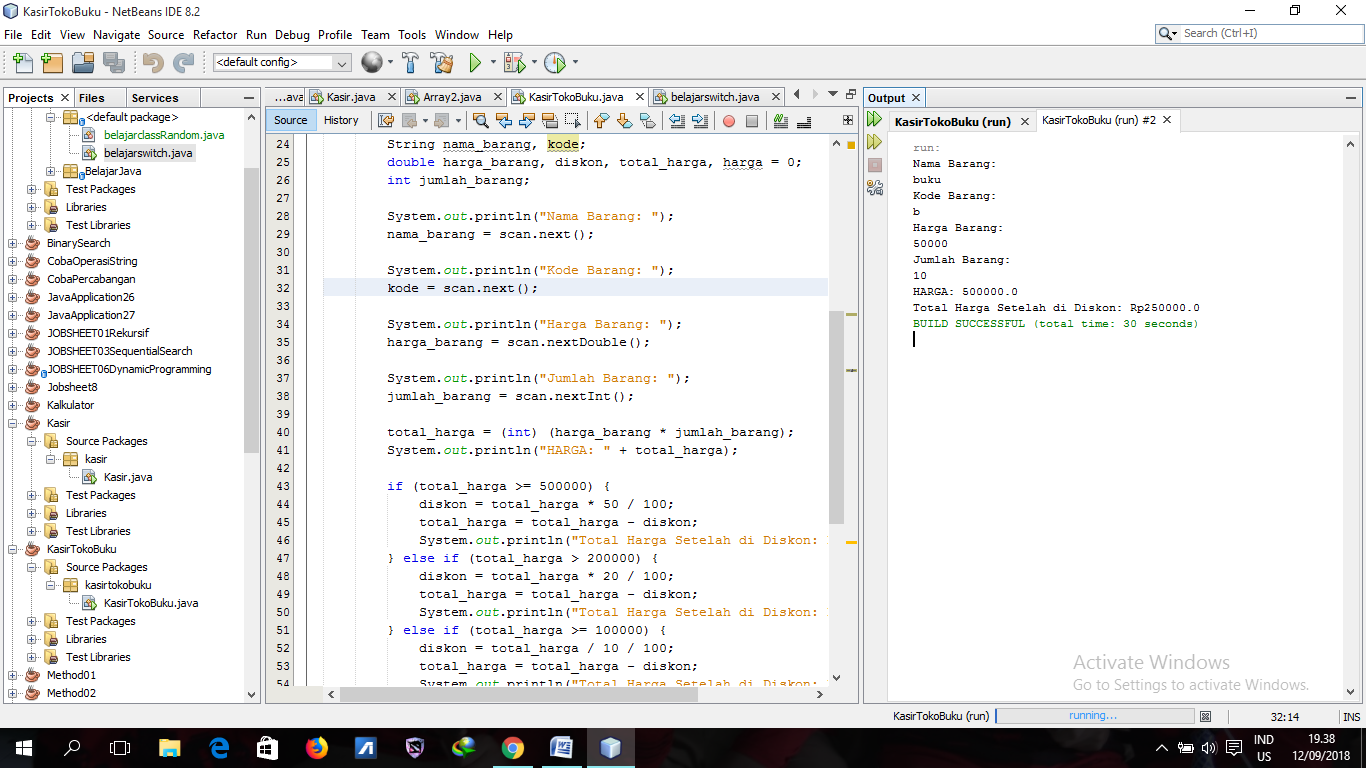 KasirTokoBuku - NetBeans IDE 8.2
File Edit View Navigate Source Refactor Run Debug Profile Team Tools Window Help
Search (Ctrl+I)
<default config>
Projects Files Services
<default package>
belajarclassRandom.java
belajarswitch.java
BelajarJava
Test Packages
Libraries
Test Libraries
BinarySearch
CobaOperasiString
CobaPercabangan
JavaApplication26
JavaApplication27
JOBSHEET01Rekursif
JOBSHEET03SequentialSearch
JOBSHEET06DynamicProgramming
Jobsheet8
Kalkulator
Kasir
Source Packages
kasir
Kasir.java
Test Packages
Libraries
Test Libraries
KasirTokoBuku
Source Packages
kasirtokobuku
KasirTokoBuku.java
Test Packages
Libraries
Test Libraries
Method01
Method02
...ava Kasir.java Array2.java KasirTokoBuku.java belajarswitch.java
Source History
24 String nama_barang, kode;
25 double harga_barang, diskon, total_harga, harga = 0;
26 int jumlah_barang;
27
28 System.out.println("Nama Barang: ");
29 nama_barang = scan.next();
30
31 System.out.println("Kode Barang: ");
32 kode = scan.next();
33
34 System.out.println("Harga Barang: ");
35 harga_barang = scan.nextDouble();
36
37 System.out.println("Jumlah Barang: ");
38 jumlah_barang = scan.nextInt();
39
40 total_harga = (int) (harga_barang * jumlah_barang);
41 System.out.println("HARGA: " + total_harga);
42
43 if (total_harga >= 500000) {
44 diskon = total_harga * 50 / 100;
45 total_harga = total_harga - diskon;
46 System.out.println("Total Harga Setelah di Diskon:
47 } else if (total_harga > 200000) {
48 diskon = total_harga * 20 / 100;
49 total_harga = total_harga - diskon;
50 System.out.println("Total Harga Setelah di Diskon:
51 } else if (total_harga >= 100000) {
52 diskon = total_harga / 10 / 100;
53 total_harga = total_harga - diskon;
54 System.out.println("Total Harga Setelah di Diskon:
Output
KasirTokoBuku (run) KasirTokoBuku (run) #2
run:
Nama Barang:
buku
Kode Barang:
b
Harga Barang:
50000
Jumlah Barang:
10
HARGA: 500000.0
Total Harga Setelah di Diskon: Rp250000.0
BUILD SUCCESSFUL (total time: 30 seconds)
Activate Windows
Go to Settings to activate Windows.
KasirTokoBuku (run) running... 32:14 INS
IND
US
19.38
12/09/2018